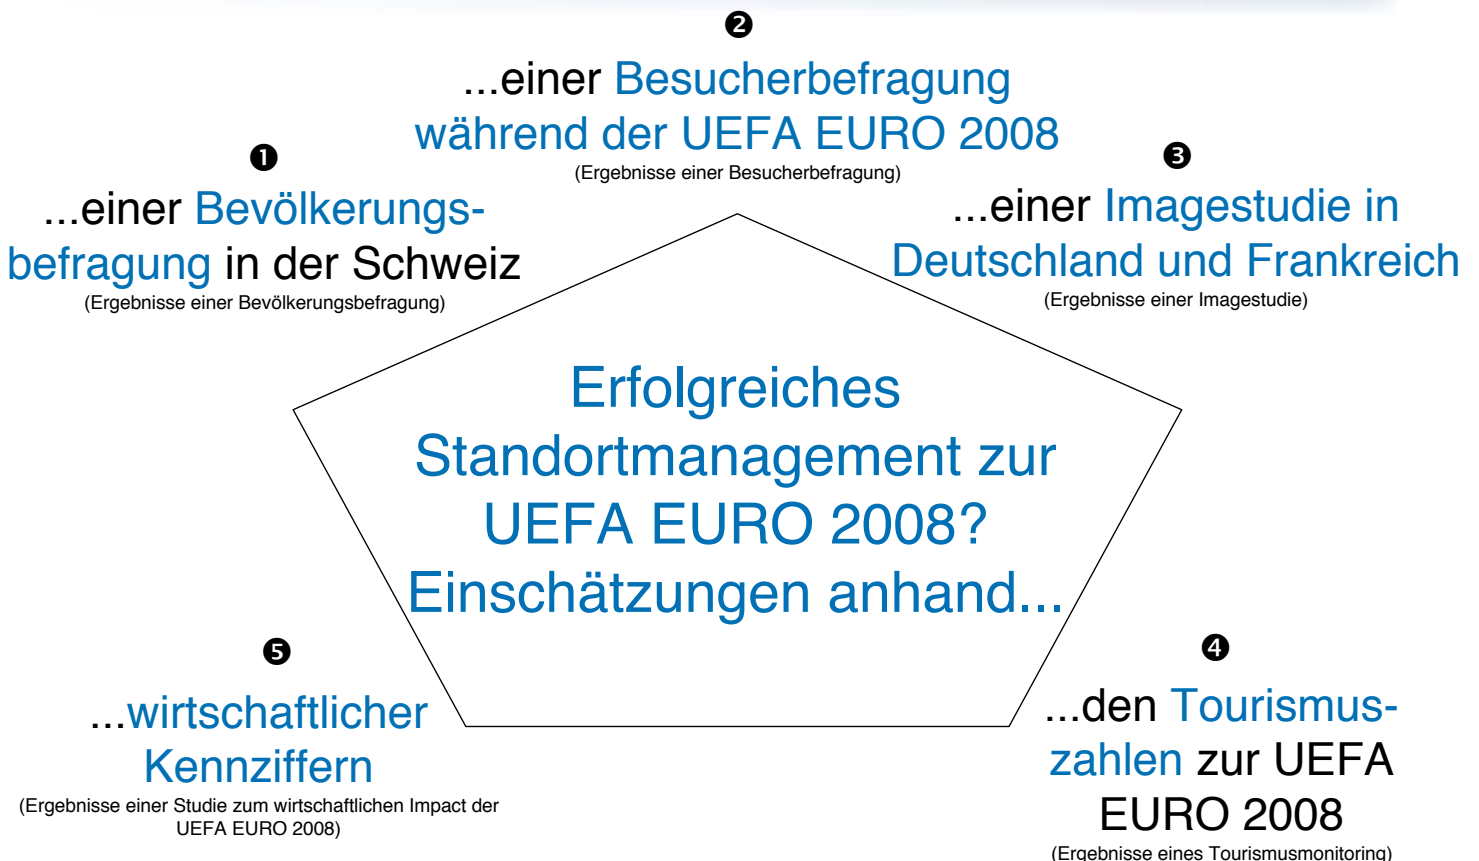 ❷
...einer Besucherbefragung
während der UEFA EURO 2008
(Ergebnisse einer Besucherbefragung)
❶
...einer Bevölkerungs-
befragung in der Schweiz
(Ergebnisse einer Bevölkerungsbefragung)
❸
...einer Imagestudie in
Deutschland und Frankreich
(Ergebnisse einer Imagestudie)
Erfolgreiches
Standortmanagement zur
UEFA EURO 2008?
Einschätzungen anhand...
❺
...wirtschaftlicher
Kennziffern
(Ergebnisse einer Studie zum wirtschaftlichen Impact der
UEFA EURO 2008)
❹
...den Tourismus-
zahlen zur UEFA
EURO 2008
(Ergebnisse eines Tourismusmonitoring)